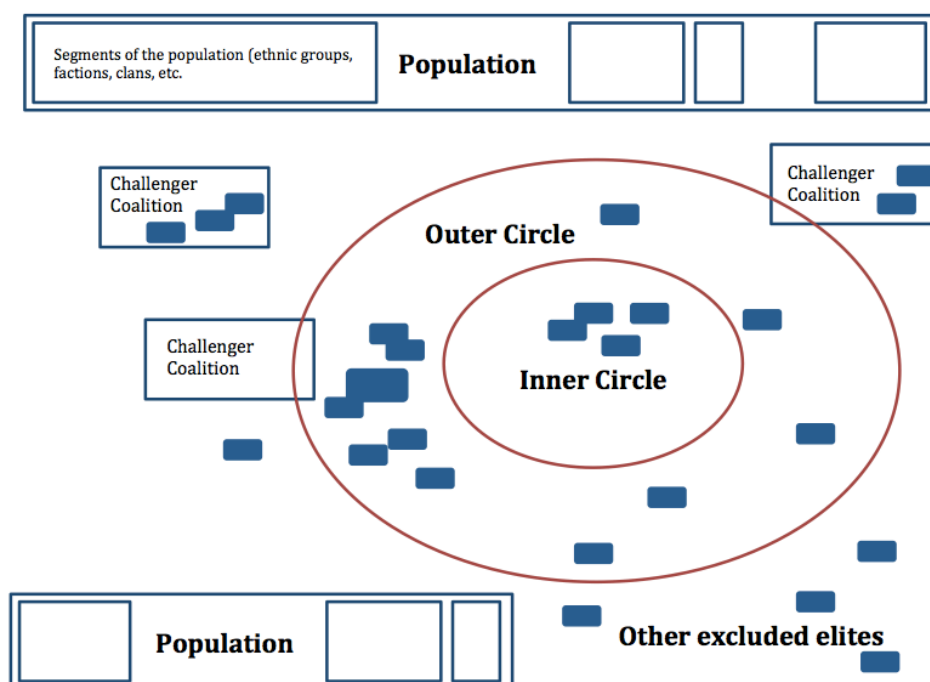 Segments of the population (ethnic groups,
factions, clans, etc.
Population
Challenger
Coalition
Challenger
Coalition
Outer Circle
Challenger
Coalition
Inner Circle
Population
Other excluded elites